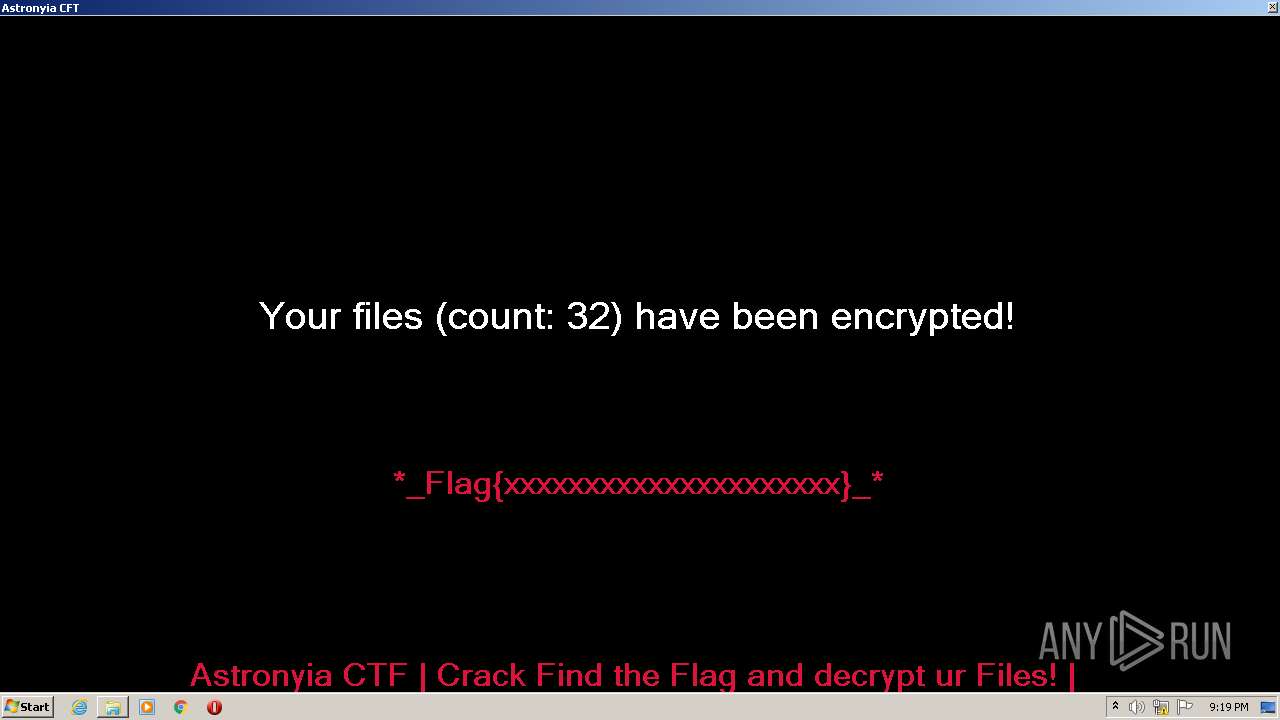 Astronyia CFT
Your files (count: 32) have been encrypted!
*_Flag{xxxxxxxxxxxxxxxxxxxxx}_*
ANY RUN
Astronyia CTF | Crack Find the Flag and decrypt ur Files! |
Start
9:19 PM